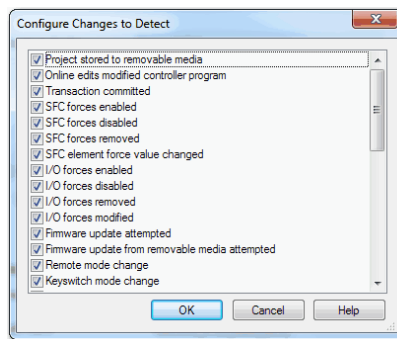 Configure Changes to Detect
Project stored to removable media
Online edits modified controller program
Transaction committed
SFC forces enabled
SFC forces disabled
SFC forces removed
SFC element force value changed
I/O forces enabled
I/O forces disabled
I/O forces removed
I/O forces modified
Firmware update attempted
Firmware update from removable media attempted
Remote mode change
Keyswitch mode change
OK Cancel Help